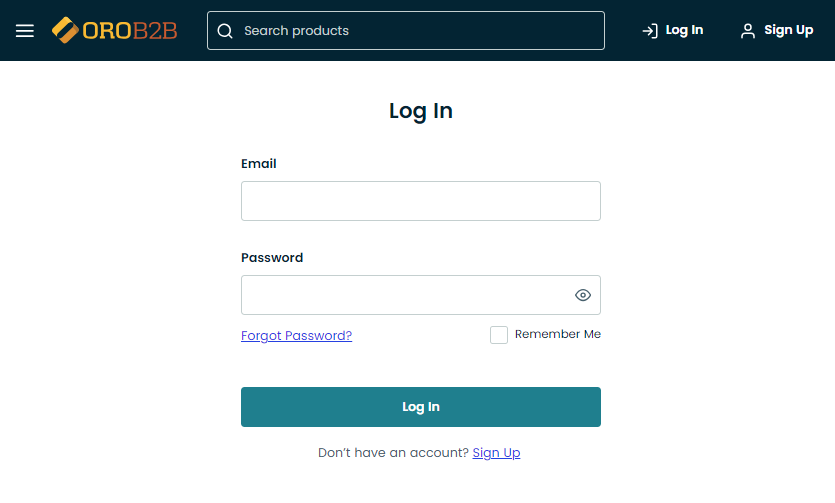 OROB2B
Search products
Log In
Sign Up
Log In
Email
Password
Forgot Password?
Remember Me
Log In
Don’t have an account? Sign Up